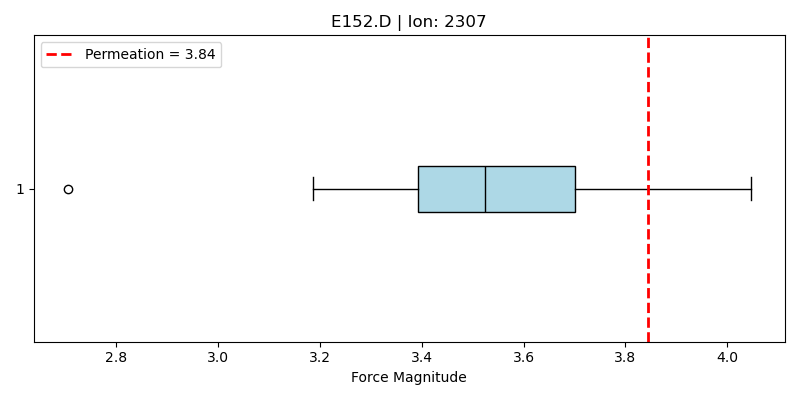 E152.D | Ion: 2307
Permeation = 3.84
1
2.8 3.0 3.2 3.4 3.6 3.8 4.0
Force Magnitude